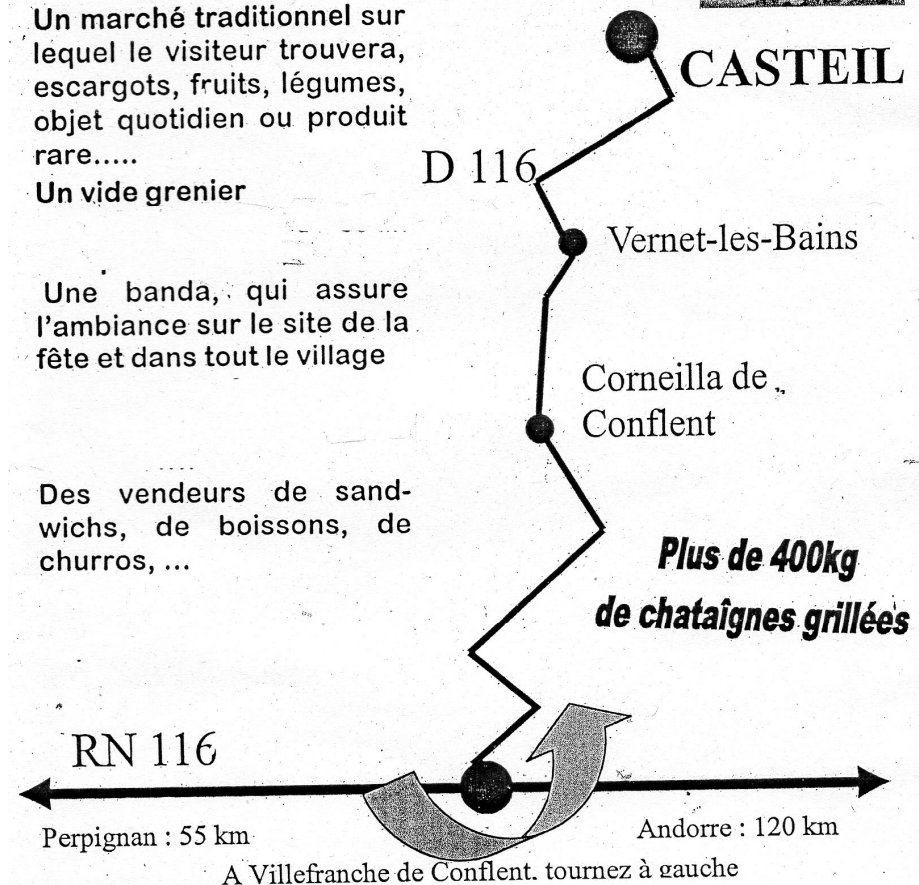 Un marché traditionnel sur
lequel le visiteur trouvera,
escargots, fruits, légumes,
objet quotidien ou produit
rare.....
Un vide grenier
Une banda, qui assure
l'ambiance sur le site de la
fête et dans tout le village
Des vendeurs de sand-
wichs, de boissons, de
churros, ...
CASTEIL
D 116
Vernet-les-Bains
Corneilla de
Conflent
Plus de 400kg
de chataîgnes grillées
RN 116
Perpignan : 55 km
Andorre : 120 km
A Villefranche de Conflent, tournez à gauche